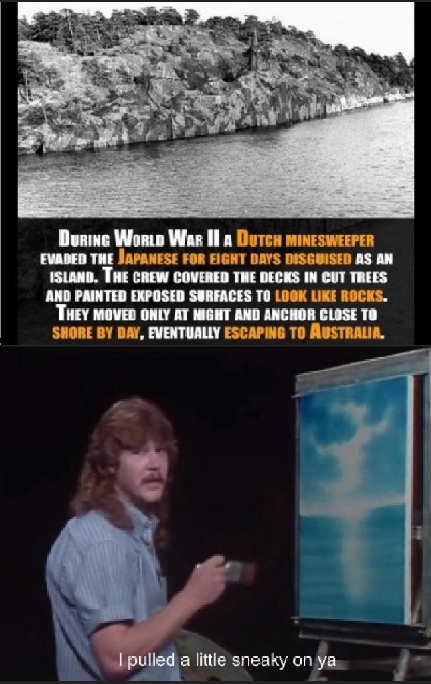 During World War II a Dutch minesweeper
evaded the Japanese for eight days disguised as an
island. The crew covered the decks in cut trees
and painted exposed surfaces to look like rocks.
They moved only at night and anchor close to
shore by day, eventually escaping to Australia.
I pulled a little sneaky on ya